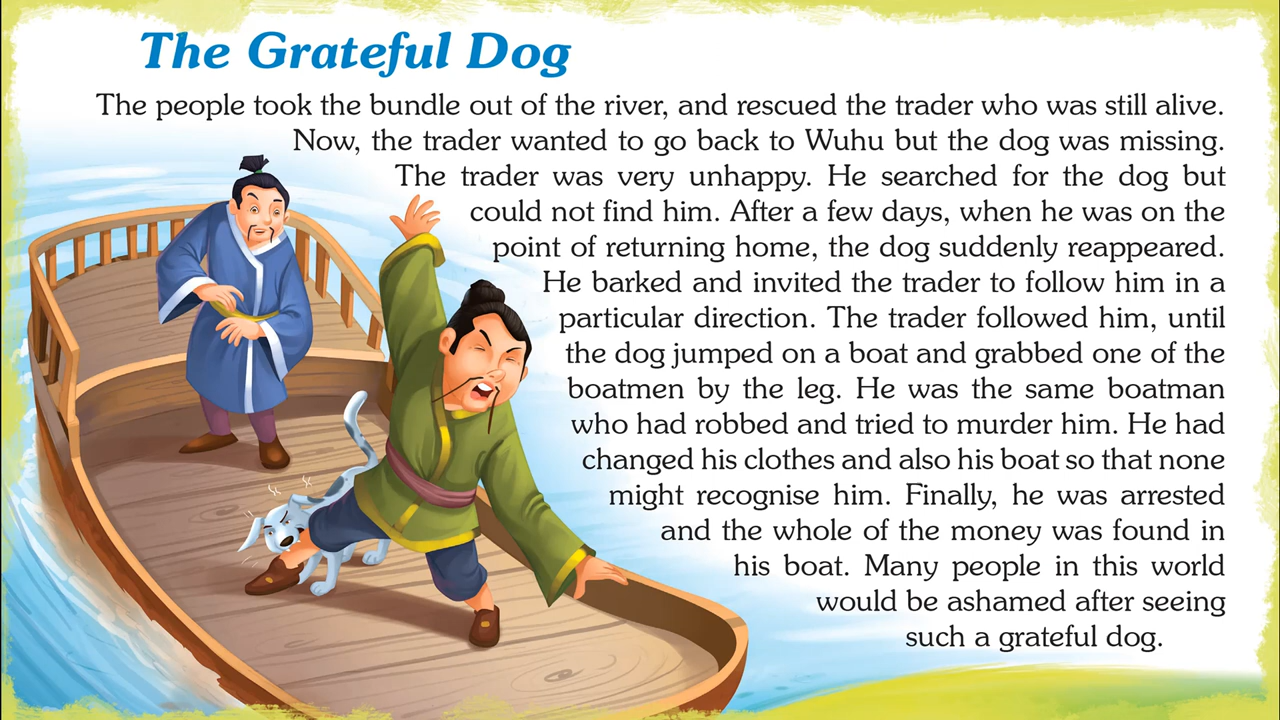 The Grateful Dog
The people took the bundle out of the river, and rescued the trader who was still alive.
Now, the trader wanted to go back to Wuhu but the dog was missing.
The trader was very unhappy. He searched for the dog but
could not find him. After a few days, when he was on the
point of returning home, the dog suddenly reappeared.
He barked and invited the trader to follow him in a
particular direction. The trader followed him, until
the dog jumped on a boat and grabbed one of the
boatmen by the leg. He was the same boatman
who had robbed and tried to murder him. He had
changed his clothes and also his boat so that none
might recognise him. Finally, he was arrested
and the whole of the money was found in
his boat. Many people in this world
would be ashamed after seeing
such a grateful dog.